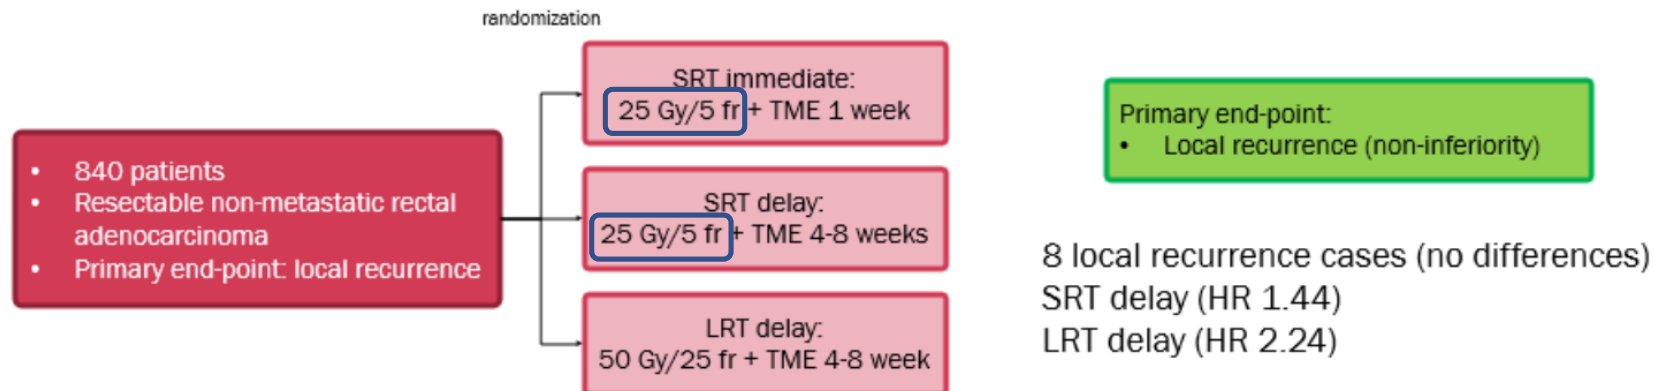 randomization
• 840 patients
• Resectable non-metastatic rectal
adenocarcinoma
• Primary end-point: local recurrence
SRT immediate:
25 Gy/5 fr + TME 1 week
SRT delay:
25 Gy/5 fr + TME 4-8 weeks
LRT delay:
50 Gy/25 fr + TME 4-8 week
Primary end-point:
• Local recurrence (non-inferiority)
8 local recurrence cases (no differences)
SRT delay (HR 1.44)
LRT delay (HR 2.24)